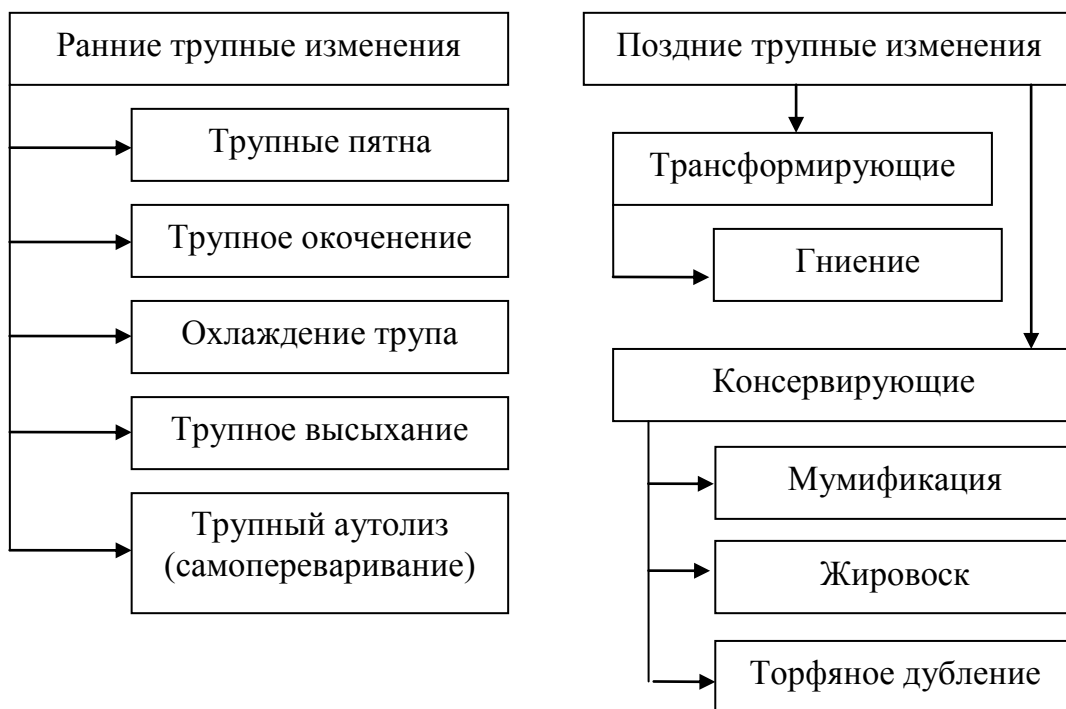 Ранние трупные изменения
Трупные пятна
Трупное окоченение
Охлаждение трупа
Трупное высыхание
Трупный аутолиз
(самопереваривание)
Поздние трупные изменения
Трансформирующие
Гниение
Консервирующие
Мумификация
Жировоск
Торфяное дубление